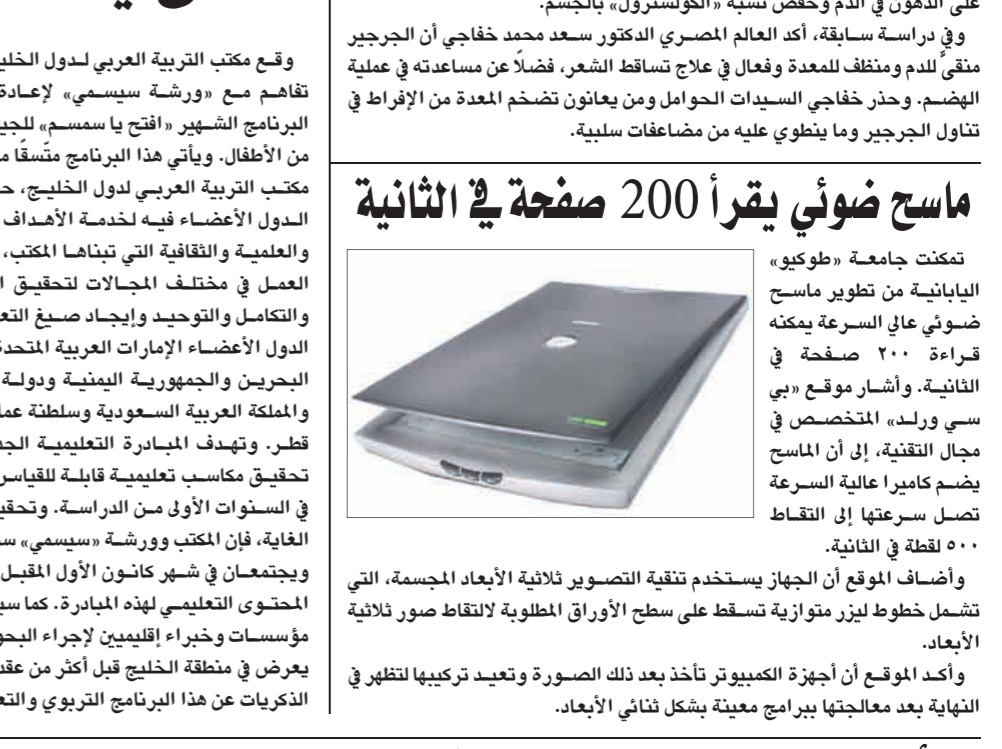 على الدهون في الدم وخفض نسبة «الكولسترول» بالجسم.
وفي دراسة سابقة، أكد العالم المصري الدكتور سعد محمد خفاجي أن الجرجير
منقىً للدم ومنظف للمعدة وفعال في علاج تساقط الشعر، فضلاً عن مساعدته في عملية
الهضم. وحذر خفاجي السيدات الحوامل ومن يعانون تضخم المعدة من الإفراط في
تناول الجرجير وما ينطوي عليه من مضاعفات سلبية.
ماسح ضوئي يقرأ 200 صفحة في الثانية
تمكنت جامعة «طوكيو»
اليابانية من تطوير ماسح
ضوئي عالي السرعة يمكنه
قراءة ٢٠٠ صفحة في
الثانية. وأشار موقع «بي
سي ورلد» المتخصص في
مجال التقنية، إلى أن الماسح
يضم كاميرا عالية السرعة
تصل سرعتها إلى التقاط
٥٠٠ لقطة في الثانية.
وأضاف الموقع أن الجهاز يستخدم تنقية التصوير ثلاثية الأبعاد المجسمة، التي
تشمل خطوط ليزر متوازية تسقط على سطح الأوراق المطلوبة لالتقاط صور ثلاثية
الأبعاد.
وأكد الموقع أن أجهزة الكمبيوتر تأخذ بعد ذلك الصورة وتعيد تركيبها لتظهر في
النهاية بعد معالجتها ببرامج معينة بشكل ثنائي الأبعاد.
وقع مكتب التربية العربي لدول الخليج
تفاهم مع «ورشة سيسمي» لإعادة
البرنامج الشهير «افتح يا سمسم» للجي
من الأطفال. ويأتي هذا البرنامج متّسقًا م
مكتب التربية العربي لدول الخليج، ح
الدول الأعضاء فيه لخدمة الأهداف
والعلمية والثقافية التي تبناها المكتب،
العمل في مختلف المجالات لتحقيق ا
والتكامل والتوحيد وإيجاد صيغ التع
الدول الأعضاء الإمارات العربية المتحدة
البحرين والجمهورية اليمنية ودولة
والمملكة العربية السعودية وسلطنة عما
قطر. وتهدف المبادرة التعليمية الجد
تحقيق مكاسب تعليمية قابلة للقياس
في السنوات الأولى من الدراسة. وتحقي
الغاية، فإن المكتب وورشة «سيسمي» س
ويجتمعان في شهر كانون الأول المقبل
المحتوى التعليمي لهذه المبادرة. كما سي
مؤسسات وخبراء إقليميين لإجراء البحو
يعرض في منطقة الخليج قبل أكثر من عقد
الذكريات عن هذا البرنامج التربوي والتع